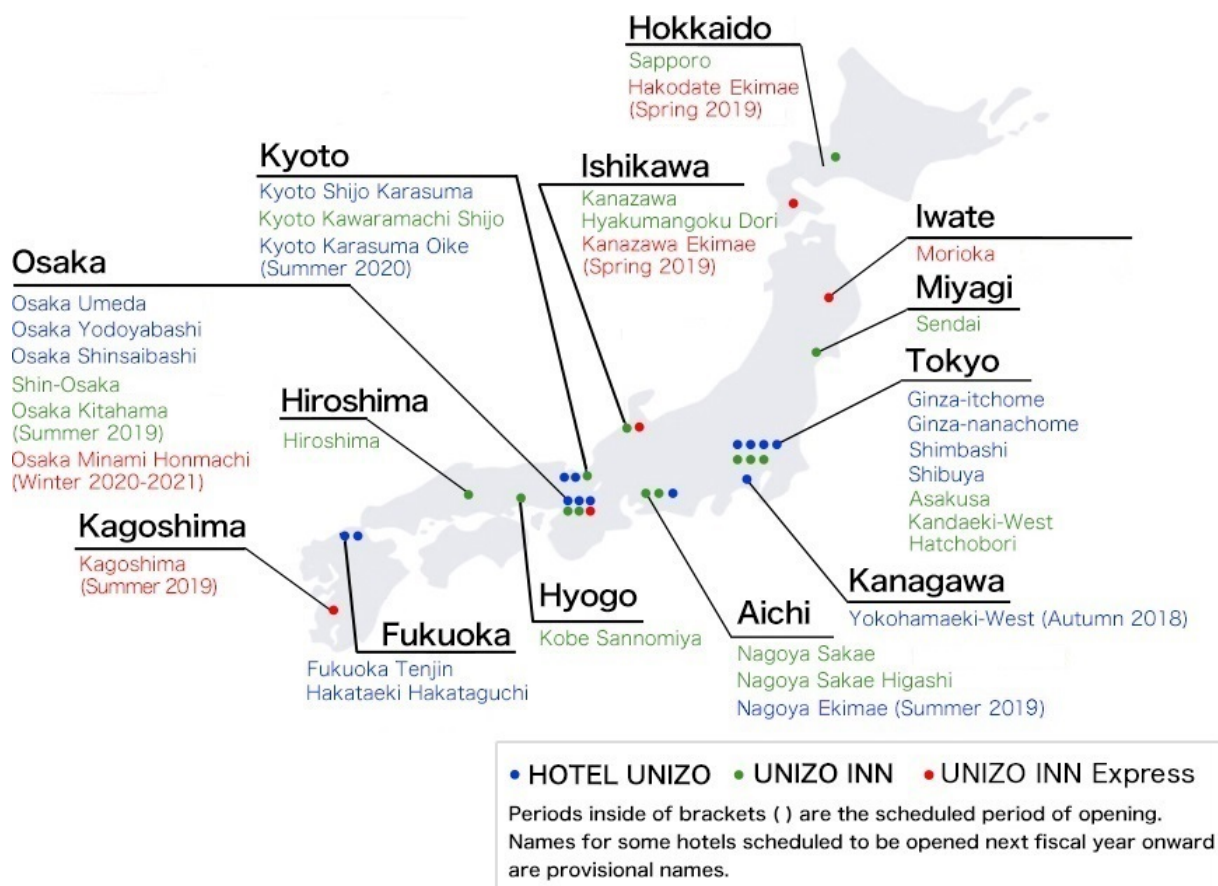 Hokkaido
Sapporo
Hakodate Ekimae
(Spring 2019)
Kyoto
Kyoto Shijo Karasuma
Kyoto Kawaramachi Shijo
Kyoto Karasuma Oike
(Summer 2020)
Ishikawa
Kanazawa
Hyakumangoku Dori
Kanazawa Ekimae
(Spring 2019)
Iwate
Morioka
Miyagi
Sendai
Osaka
Osaka Umeda
Osaka Yodoyabashi
Osaka Shinsaibashi
Shin-Osaka
Osaka Kitahama
(Summer 2019)
Osaka Minami Honmachi
(Winter 2020-2021)
Hiroshima
Hiroshima
Tokyo
Ginza-itchome
Ginza-nanachome
Shimbashi
Shibuya
Asakusa
Kandaeki-West
Hatchobori
Kagoshima
Kagoshima
(Summer 2019)
Fukuoka
Fukuoka Tenjin
Hakataeki Hakataguchi
Hyogo
Kobe Sannomiya
Aichi
Nagoya Sakae
Nagoya Sakae Higashi
Nagoya Ekimae (Summer 2019)
Kanagawa
Yokohamaeki-West (Autumn 2018)
HOTEL UNIZO UNIZO INN UNIZO INN Express
Periods inside of brackets ( ) are the scheduled period of opening.
Names for some hotels scheduled to be opened next fiscal year onward
are provisional names.